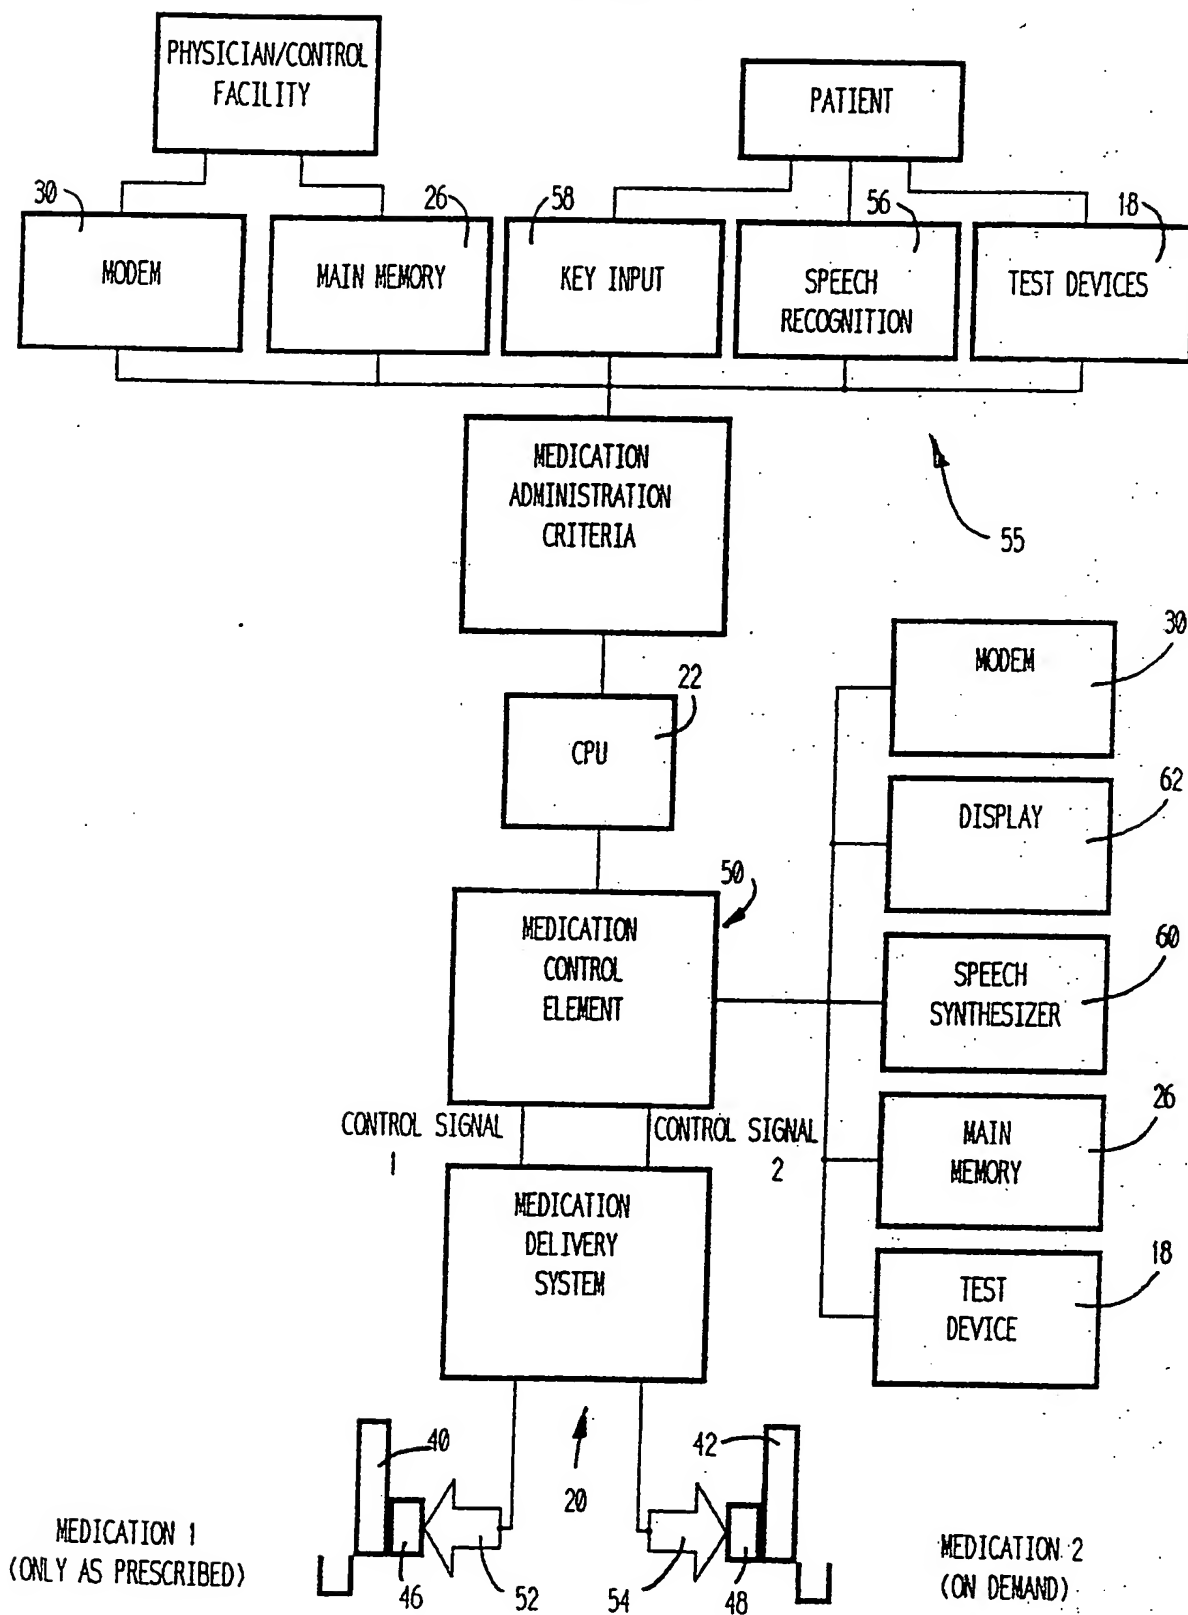 PHYSICIAN/CONTROL
FACILITY
PATIENT
30
26
58
56
18
MODEM
MAIN MEMORY
KEY INPUT
SPEECH
RECOGNITION
TEST DEVICES
MEDICATION
ADMINISTRATION
CRITERIA
55
22
CPU
30
MODEM
62
DISPLAY
50
MEDICATION
CONTROL
ELEMENT
60
SPEECH
SYNTHESIZER
CONTROL SIGNAL
1
CONTROL SIGNAL
2
26
MAIN
MEMORY
MEDICATION
DELIVERY
SYSTEM
18
TEST
DEVICE
40
42
20
MEDICATION 1
(ONLY AS PRESCRIBED)
46
52
54
48
MEDICATION 2
(ON DEMAND)